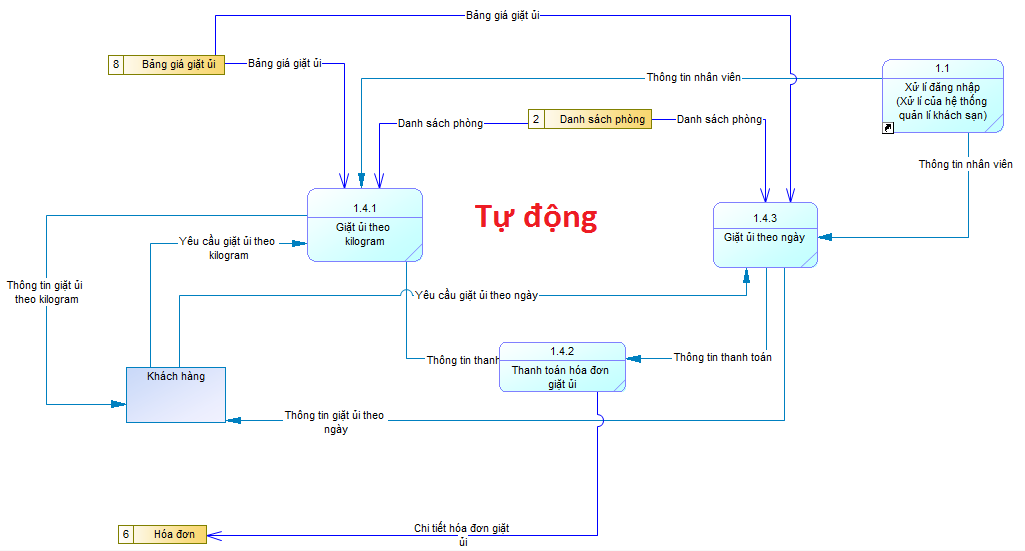 Bảng giá giặt ủi
8
Bảng giá giặt ủi
Bảng giá giặt ủi
Thông tin nhân viên
1.1
Xử lí đăng nhập
(Xử lí của hệ thống
quản lí khách sạn)
Danh sách phòng
2
Danh sách phòng
Danh sách phòng
Thông tin nhân viên
1.4.1
Giặt ủi theo
kilogram
Tự động
1.4.3
Giặt ủi theo ngày
Yêu cầu giặt ủi theo
kilogram
Thông tin giặt ủi
theo kilogram
Yêu cầu giặt ủi theo ngày
1.4.2
Thanh toán hóa đơn
giặt ủi
Thông tin thanh
Thông tin thanh toán
Khách hàng
Thông tin giặt ủi theo
ngày
6
Hóa đơn
Chi tiết hóa đơn giặt
ủi